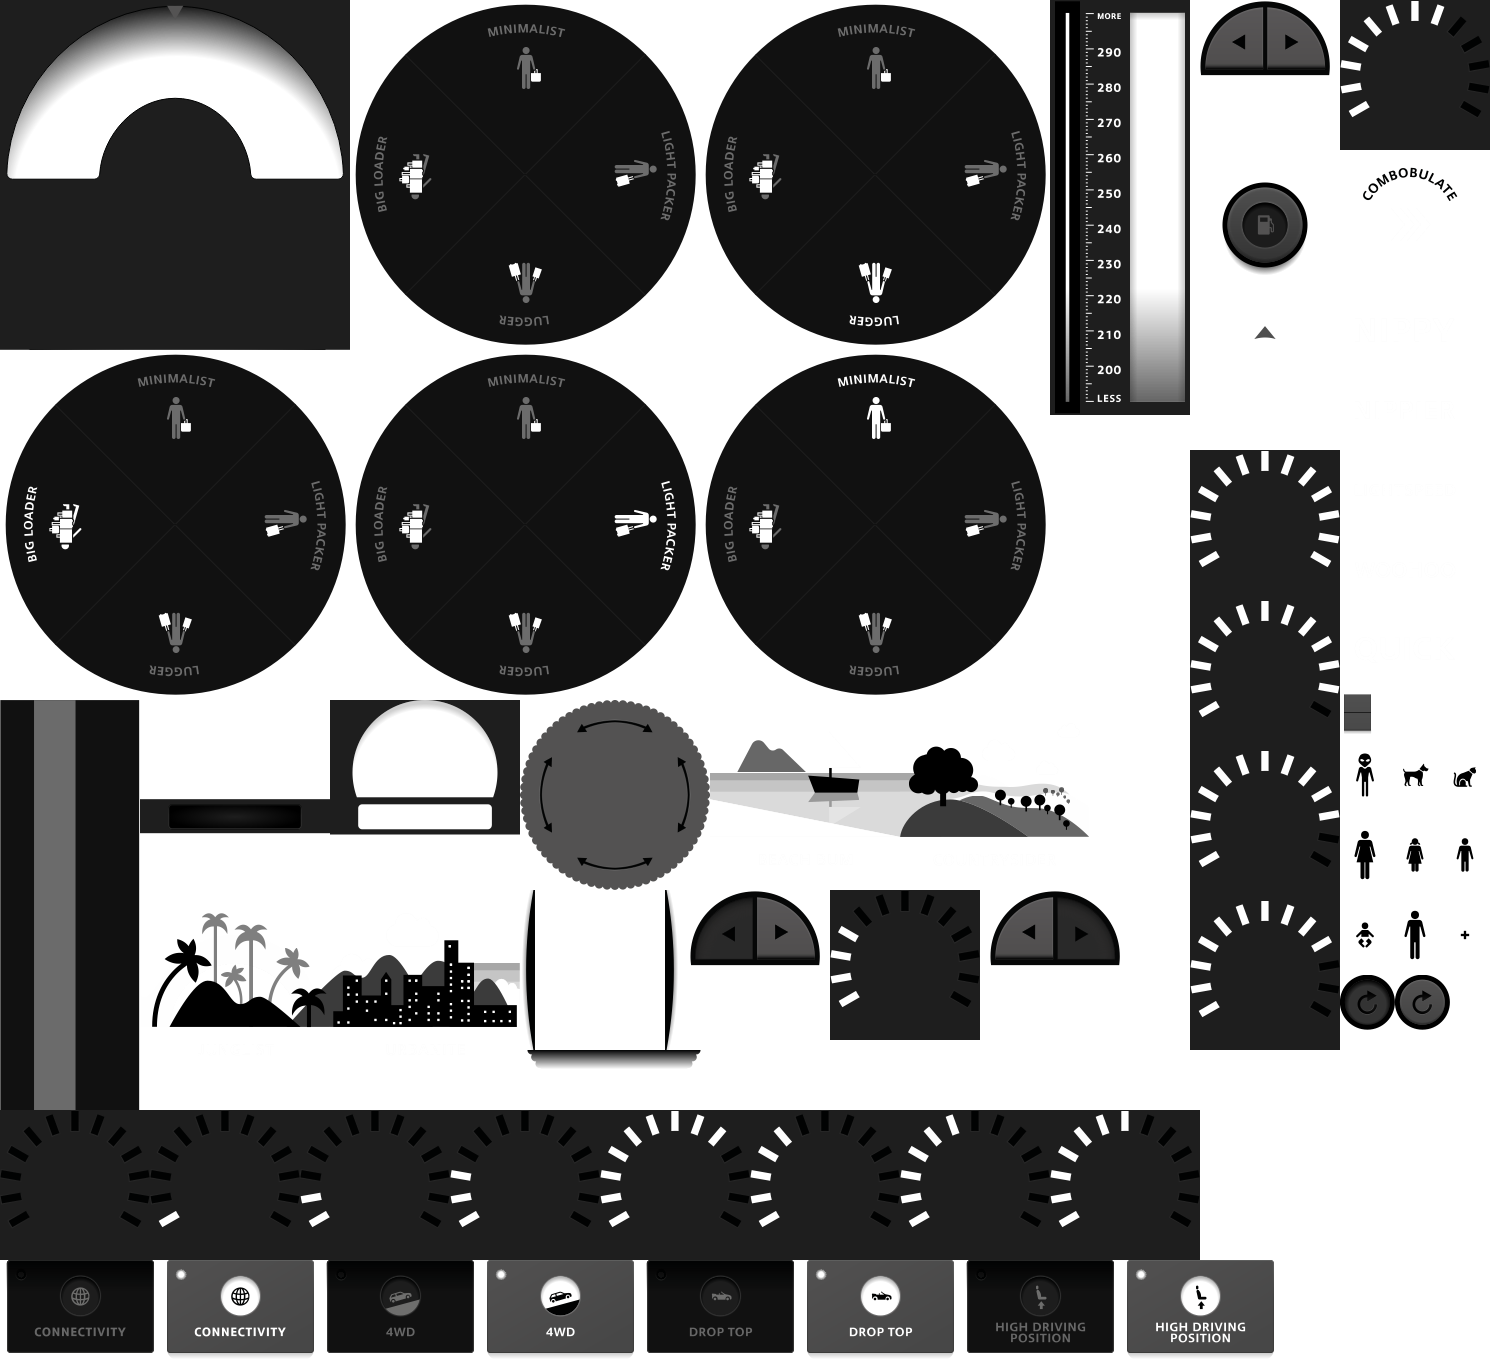 MINIMALIST
LIGHT PACKER
LUGGER
BIG LOADER
MINIMALIST
LIGHT PACKER
LUGGER
BIG LOADER
MORE
290
280
270
260
250
240
230
220
210
200
LESS
COMBOBULATE
MINIMALIST
LIGHT PACKER
LUGGER
BIG LOADER
MINIMALIST
LIGHT PACKER
LUGGER
BIG LOADER
MINIMALIST
LIGHT PACKER
LUGGER
BIG LOADER
CONNECTIVITY
CONNECTIVITY
4WD
4WD
DROP TOP
DROP TOP
HIGH DRIVING
POSITION
HIGH DRIVING
POSITION